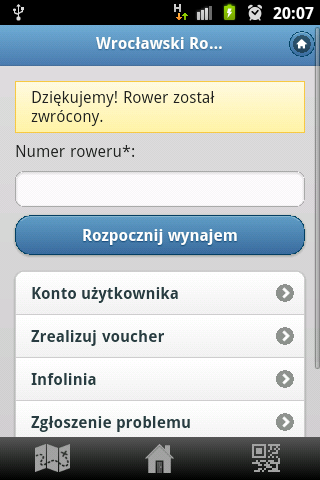 H
20:07
Wrocławski Ro...
Dziękujemy! Rower został
zwrócony.
Numer roweru*:
Rozpocznij wynajem
Konto użytkownika
Zrealizuj voucher
Infolinia
Zgłoszenie problemu